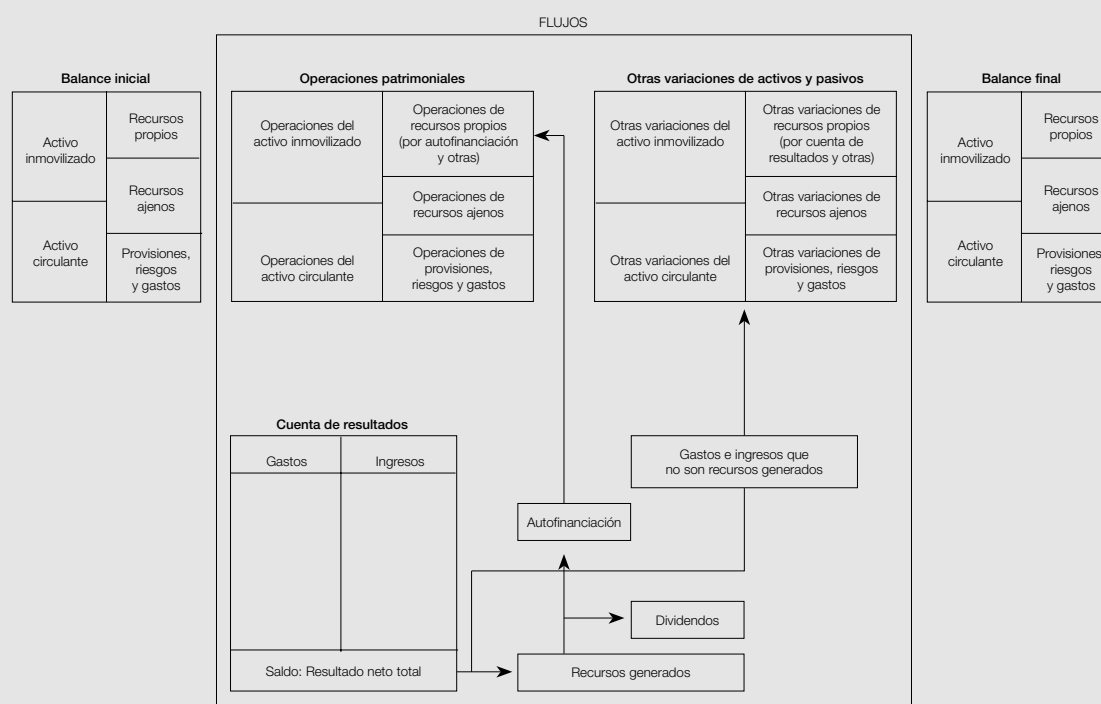 FLUJOS
Balance inicial
Activo
inmovilizado
Activo
circulante
Recursos
propios
Recursos
ajenos
Provisiones,
riesgos
y gastos
Operaciones patrimoniales
Operaciones del
activo inmovilizado
Operaciones del
activo circulante
Operaciones de
recursos propios
(por autofinanciación
y otras)
Operaciones
de recursos ajenos
Operaciones de
provisiones,
riesgos y gastos
Otras variaciones de activos y pasivos
Otras variaciones del
activo inmovilizado
Otras variaciones del
activo circulante
Otras variaciones de
recursos propios
(por cuenta de
resultados y otras)
Otras variaciones
de recursos ajenos
Otras variaciones de
provisiones, riesgos
y gastos
Balance final
Activo
inmovilizado
Activo
circulante
Recursos
propios
Recursos
ajenos
Provisiones,
riesgos
y gastos
Cuenta de resultados
Gastos
Ingresos
Saldo: Resultado neto total
Gastos e ingresos que
no son recursos generados
Autofinanciación
Dividendos
Recursos generados